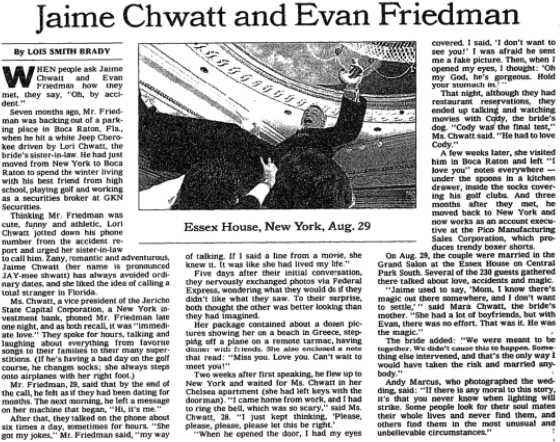 Jaime Chwatt and Evan Friedman
By LOIS SMITH BRADY
WHEN people ask Jaime
Chwatt and Evan
Friedman how they
met, they say, "Oh, by acci-
dent."
Seven months ago, Mr. Fried-
man was backing out of a park-
ing place in Boca Raton, Fla.,
when he hit a white Jeep Chero-
kee driven by Lori Chwatt, the
bride's sister-in-law. He had just
moved from New York to Boca
Raton to spend the winter living
with his best friend from high
school, playing golf and working
as a securities broker at GKN
Securities.
Thinking Mr. Friedman was
cute, funny and athletic, Lori
Chwatt jotted down his phone
number from the accident re-
port and urged her sister-in-law
to call him. Zany, romantic and adventurous,
Jaime Chwatt (her name is pronounced
JAY-mee shwatt) has always avoided ordi-
nary dates, and she liked the idea of calling a
total stranger in Florida.
Ms. Chwatt, a vice president of the Jericho
State Capital Corporation, a New York in-
vestment bank, phoned Mr. Friedman late
one night, and as both recall, it was "immedi-
ate love." They spoke for hours, talking and
laughing about everything from favorite
songs to their families to their many super-
stitions. (If he's having a bad day on the golf
course, he changes socks; she always steps
onto airplanes with her right foot.)
Mr. Friedman, 29, said that by the end of
the call, he felt as if they had been dating for
months. The next morning, he left a message
on her machine that began, "Hi, it's me."
After that, they talked on the phone about
six times a day, sometimes for hours. "She
got my jokes," Mr. Friedman said, "my way
Essex House, New York, Aug. 29
of talking. If I said a line from a movie, she
knew it. It was like she had lived my life."
Five days after their initial conversation,
they nervously exchanged photos via Federal
Express, wondering what they would do if they
didn't like what they saw. To their surprise,
both thought the other was better looking than
they had imagined.
Her package contained about a dozen pic-
tures showing her on a beach in Greece, step-
ping off a plane on a remote tarmac, having
dinner with friends. She also enclosed a note
that read: "Miss you. Love you. Can't wait to
meet you!"
Two weeks after first speaking, he flew up to
New York and waited for Ms. Chwatt in her
Chelsea apartment (she had left keys with the
doorman). "I came home from work, and I had
to ring the bell, which was so scary," said Ms.
Chwatt, 28. "I just kept thinking, 'Please,
please, please, please let this be right.'
"When he opened the door, I had my eyes
covered. I said, 'I don't want to
see you!' I was afraid he sent
me a fake picture. Then, when I
opened my eyes, I thought: 'Oh
my God, he's gorgeous. Hold
your stomach in.'"
That night, although they had
restaurant reservations, they
ended up talking and watching
movies with Cody, the bride's
dog. "Cody was the final test,"
Ms. Chwatt said. "He had to love
Cody."
A few weeks later, she visited
him in Boca Raton and left "I
love you" notes everywhere —
under the spoons in a kitchen
drawer, inside the socks cover-
ing his golf clubs. And three
months after they met, he
moved back to New York and
now works as an account execu-
tive at the Pico Manufacturing
Sales Corporation, which pro-
duces trendy boxer shorts.
On Aug. 29, the couple were married in the
Grand Salon at the Essex House on Central
Park South. Several of the 230 guests gathered
there talked about love, accidents and magic.
"Jaime used to say, 'Mom, I know there's
magic out there somewhere, and I don't want
to settle,'" said Mara Chwatt, the bride's
mother. "She had a lot of boyfriends, but with
Evan, there was no effort. That was it. He was
the magic."
The bride added: "We were meant to be
together. We didn't cause this to happen. Some-
thing else intervened, and that's the only way I
would have taken the risk and married any-
body."
Andy Marcus, who photographed the wed-
ding, said: "If there is any moral to this story,
it's that you never know when lighting will
strike. Some people look for their soul mates
their whole lives and never find them, and
others find them in the most unusual and
unbelievable circumstances."